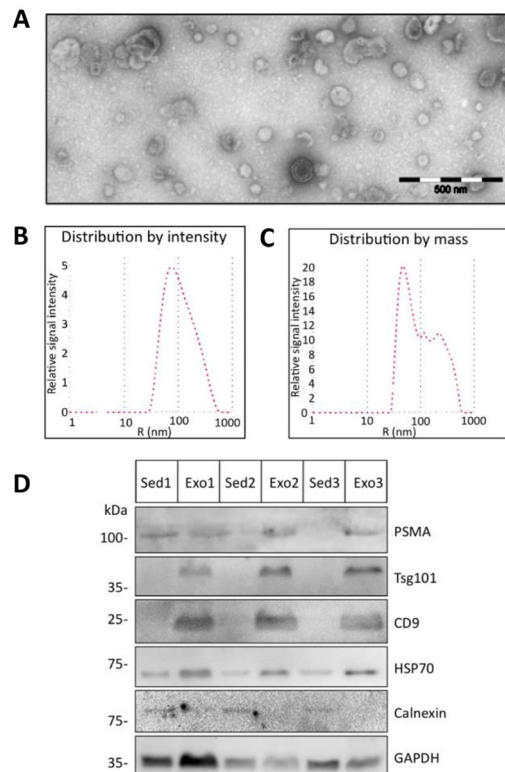 A
500 nm
B
Distribution by intensity
Relative signal intensity
5
4
3
2
1
0
1 10 100 1000
R (nm)
C
Distribution by mass
Relative signal intensity
20
18
16
14
12
10
8
6
4
2
0
1 10 100 1000
R (nm)
D
Sed1 Exo1 Sed2 Exo2 Sed3 Exo3
kDa
100- PSMA
Tsg101
35-
25- CD9
75- HSP70
Calnexin
75-
35- GAPDH